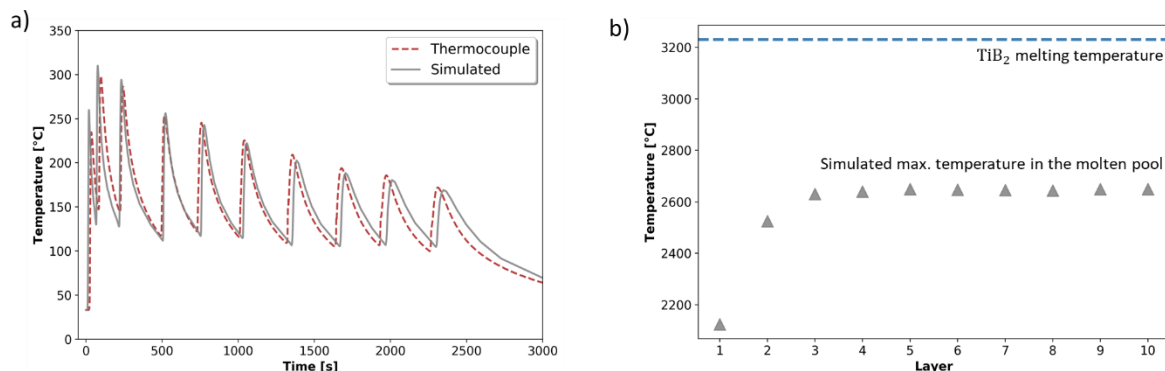 a)
350
300
250
200
150
100
50
0
Temperature [°C]
Thermocouple
Simulated
0 500 1000 1500 2000 2500 3000
Time [s]
b)
3200
3000
2800
2600
2400
2200
Temperature [°C]
TiB₂ melting temperature
Simulated max. temperature in the molten pool
1 2 3 4 5 6 7 8 9 10
Layer